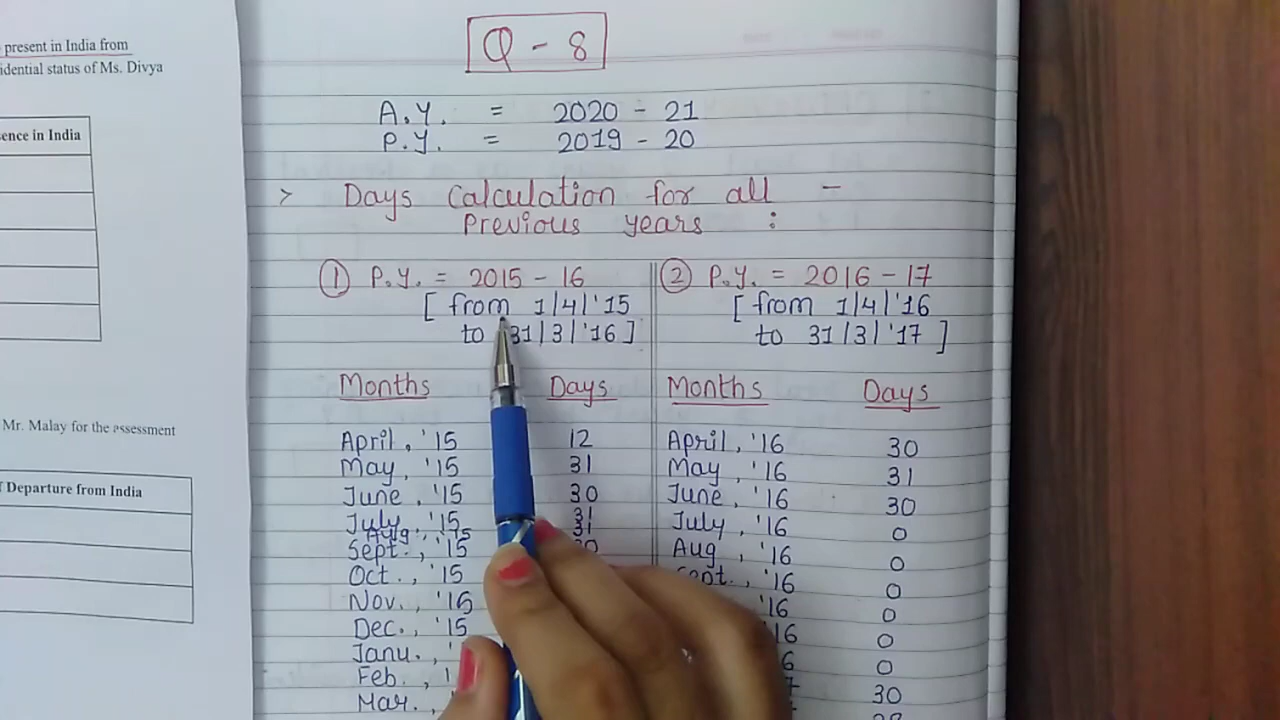 present in India from
idential status of Ms. Divya
ence in India
Mr. Malay for the assessment
Departure from India
Q - 8
A.Y. = 2020 - 21
P.Y. = 2019 - 20
> Days Calculation for all -
Previous years :
① P.Y. = 2015 - 16
[ from 1/4/'15
to 31/3/'16 ]
Months Days
April, '15 12
May, '15 31
June, '15 30
July, '15 31
Aug., '15 31
Sept., '15
Oct., '15
Nov., '15
Dec., '15
Janu.,
Feb.,
Mar.,
② P.Y. = 2016 - 17
[ from 1/4/'16
to 31/3/'17 ]
Months Days
April, '16 30
May, '16 31
June, '16 30
July, '16 0
Aug, '16 0
Sept., '16 0
'16 0
'16 0
0
30